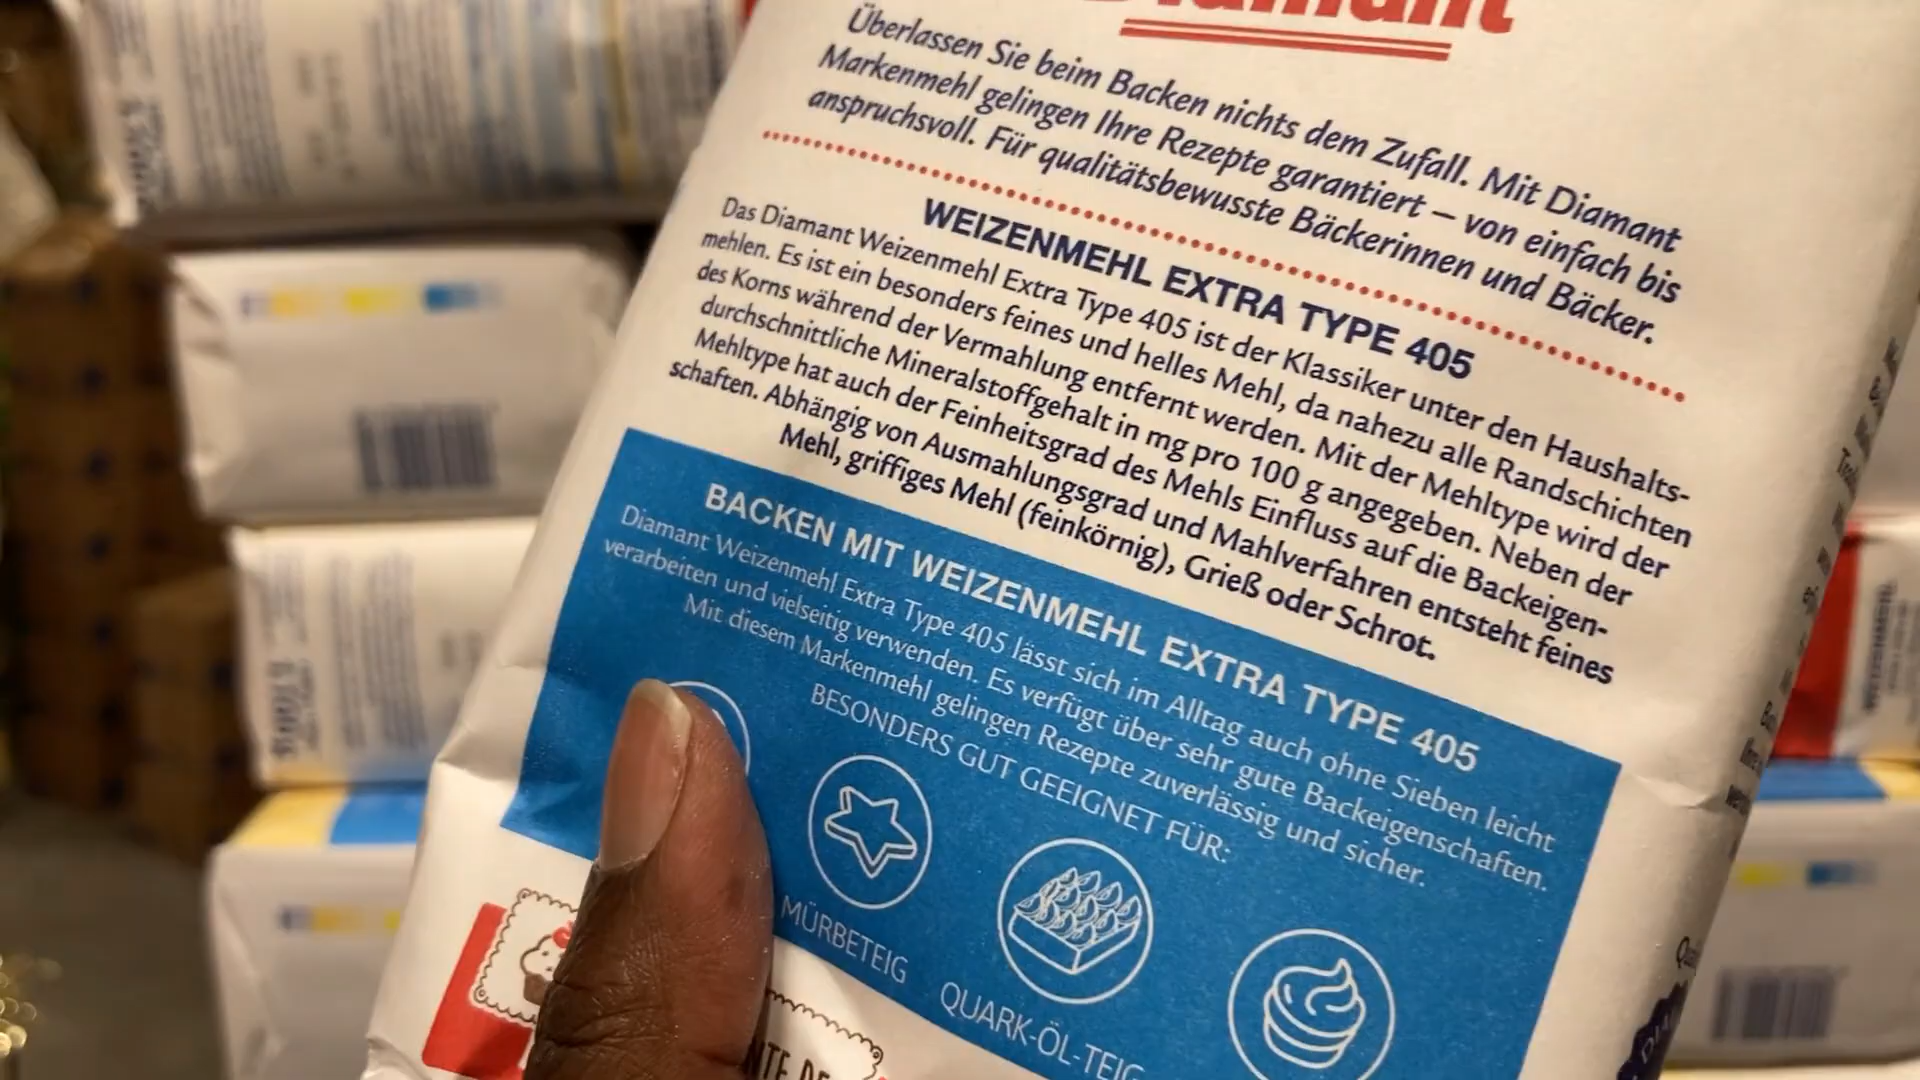 Diamant
Überlassen Sie beim Backen nichts dem Zufall. Mit Diamant
Markenmehl gelingen Ihre Rezepte garantiert – von einfach bis
anspruchsvoll. Für qualitätsbewusste Bäckerinnen und Bäcker.
WEIZENMEHL EXTRA TYPE 405
Das Diamant Weizenmehl Extra Type 405 ist der Klassiker unter den Haushalts-
mehlen. Es ist ein besonders feines und helles Mehl, da nahezu alle Randschichten
des Korns während der Vermahlung entfernt werden. Mit der Mehltype wird der
durchschnittliche Mineralstoffgehalt in mg pro 100 g angegeben. Neben der
Mehltype hat auch der Feinheitsgrad des Mehls Einfluss auf die Backeigen-
schaften. Abhängig von Ausmahlungsgrad und Mahlverfahren entsteht feines
Mehl, griffiges Mehl (feinkörnig), Grieß oder Schrot.
BACKEN MIT WEIZENMEHL EXTRA TYPE 405
Diamant Weizenmehl Extra Type 405 lässt sich im Alltag auch ohne Sieben leicht
verarbeiten und vielseitig verwenden. Es verfügt über sehr gute Backeigenschaften.
Mit diesem Markenmehl gelingen Rezepte zuverlässig und sicher.
BESONDERS GUT GEEIGNET FÜR:
MÜRBETEIG
QUARK-ÖL-TEIG